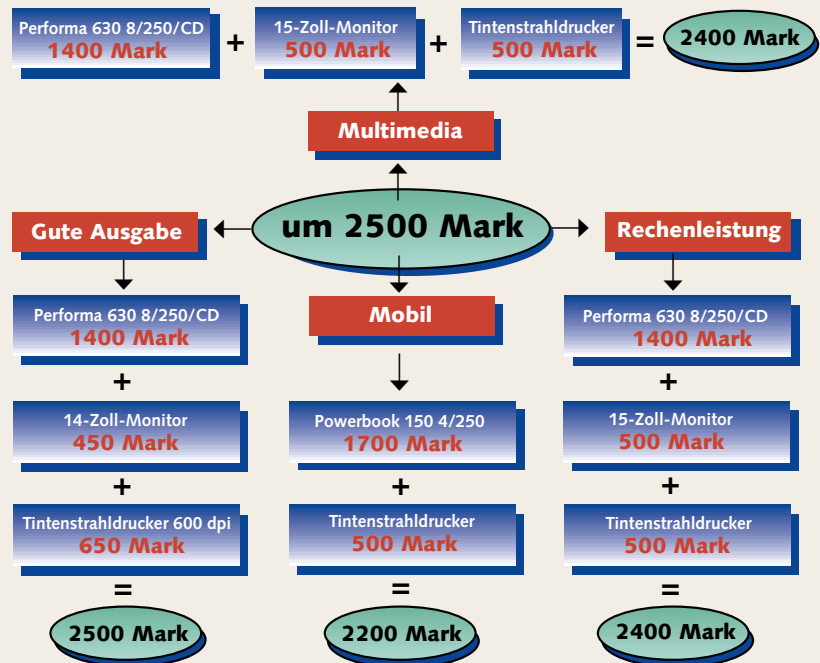 Performa 630 8/250/CD
1400 Mark
+
15-Zoll-Monitor
500 Mark
+
Tintenstrahldrucker
500 Mark
=
2400 Mark
Multimedia
um 2500 Mark
Gute Ausgabe
Performa 630 8/250/CD
1400 Mark
+
14-Zoll-Monitor
450 Mark
+
Tintenstrahldrucker 600 dpi
650 Mark
=
2500 Mark
Mobil
Powerbook 150 4/250
1700 Mark
+
Tintenstrahldrucker
500 Mark
=
2200 Mark
Rechenleistung
Performa 630 8/250/CD
1400 Mark
+
15-Zoll-Monitor
500 Mark
+
Tintenstrahldrucker
500 Mark
=
2400 Mark